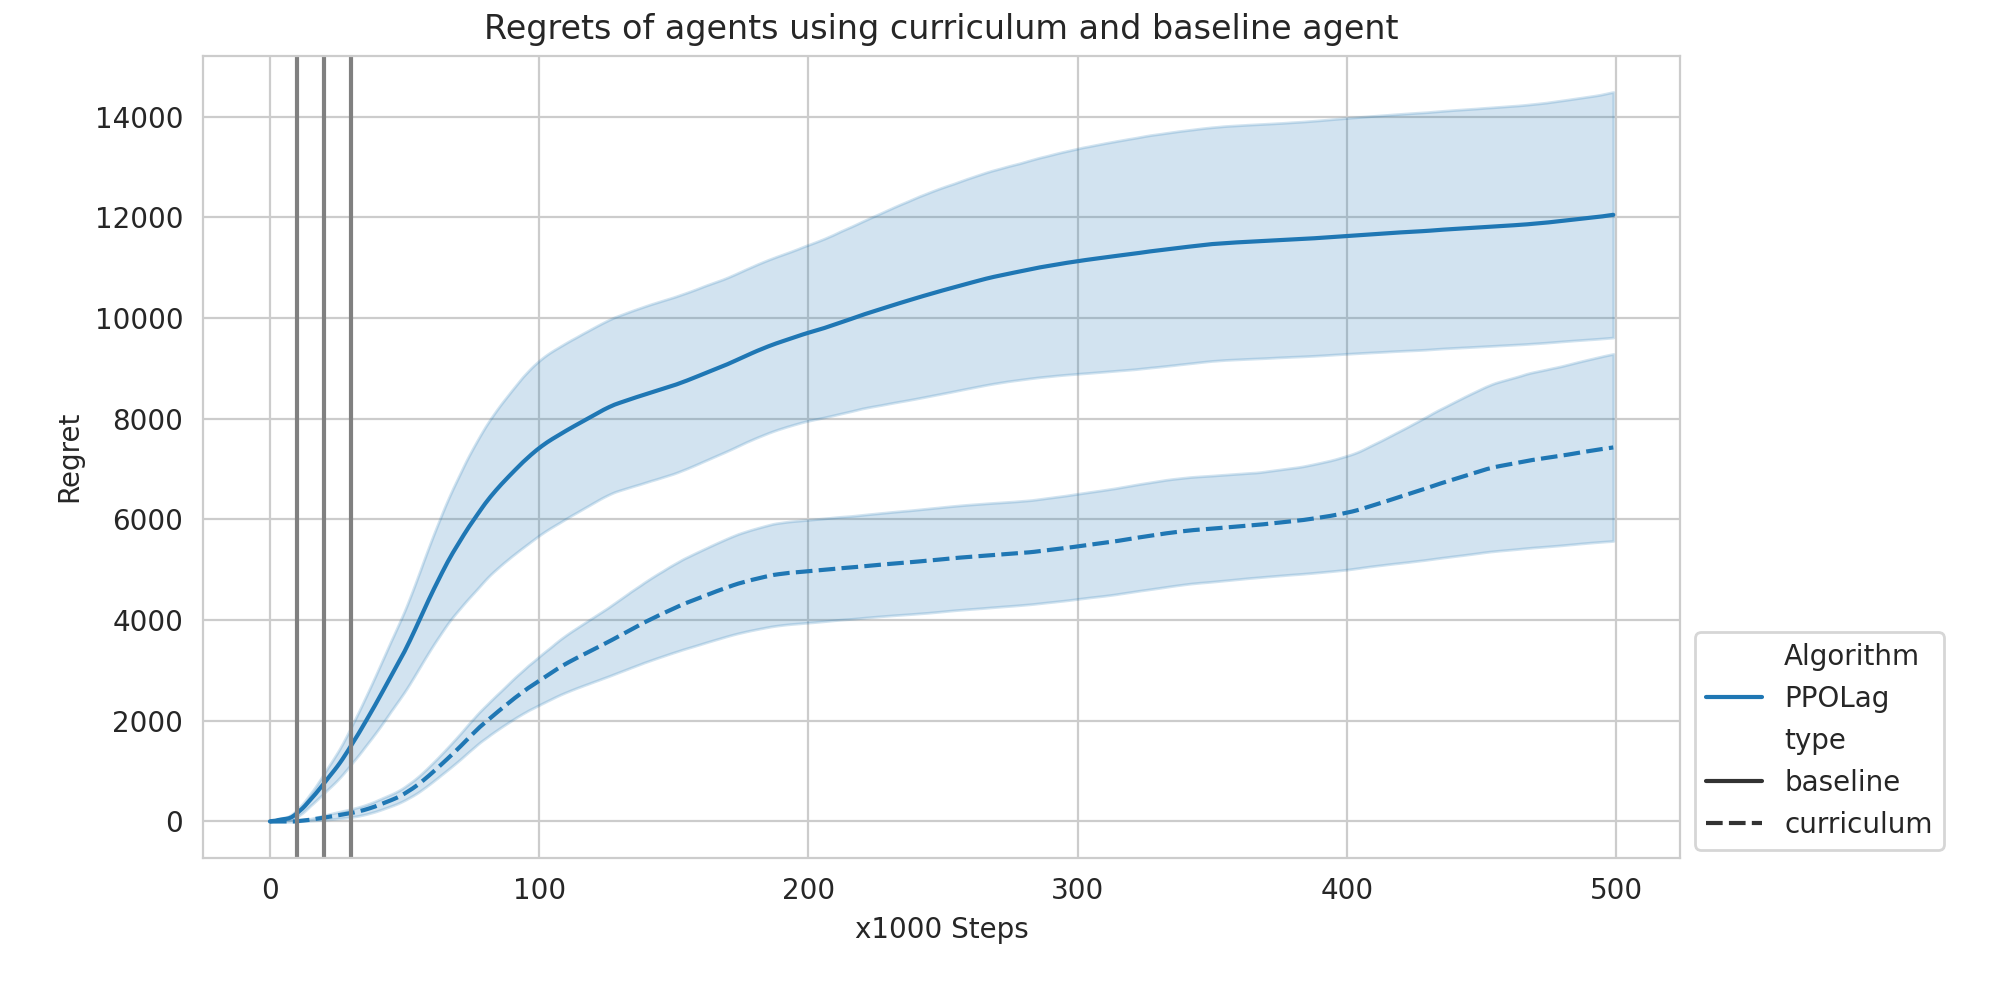 Regrets of agents using curriculum and baseline agent
14000
12000
10000
8000
6000
4000
2000
0
Regret
0 100 200 300 400 500
x1000 Steps
Algorithm
PPOLag
type
baseline
curriculum